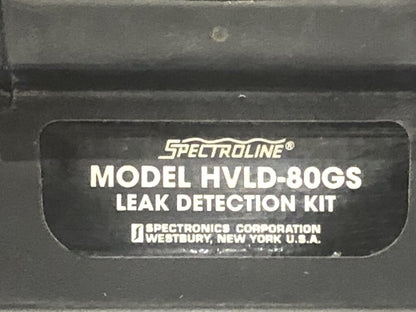 SPECTROLINE®
MODEL HVLD-80GS
LEAK DETECTION KIT
SPECTRONICS CORPORATION
WESTBURY, NEW YORK U.S.A.